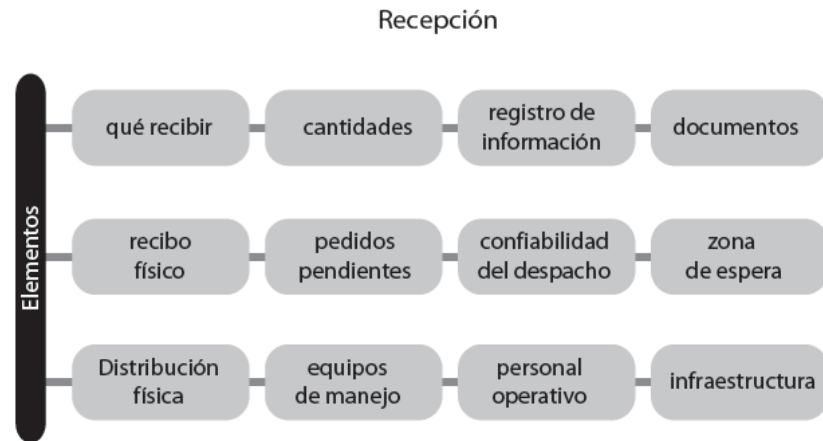 Recepción
Elementos
qué recibir
cantidades
registro de
información
documentos
recibo
físico
pedidos
pendientes
confiabilidad
del despacho
zona
de espera
Distribución
física
equipos
de manejo
personal
operativo
infraestructura